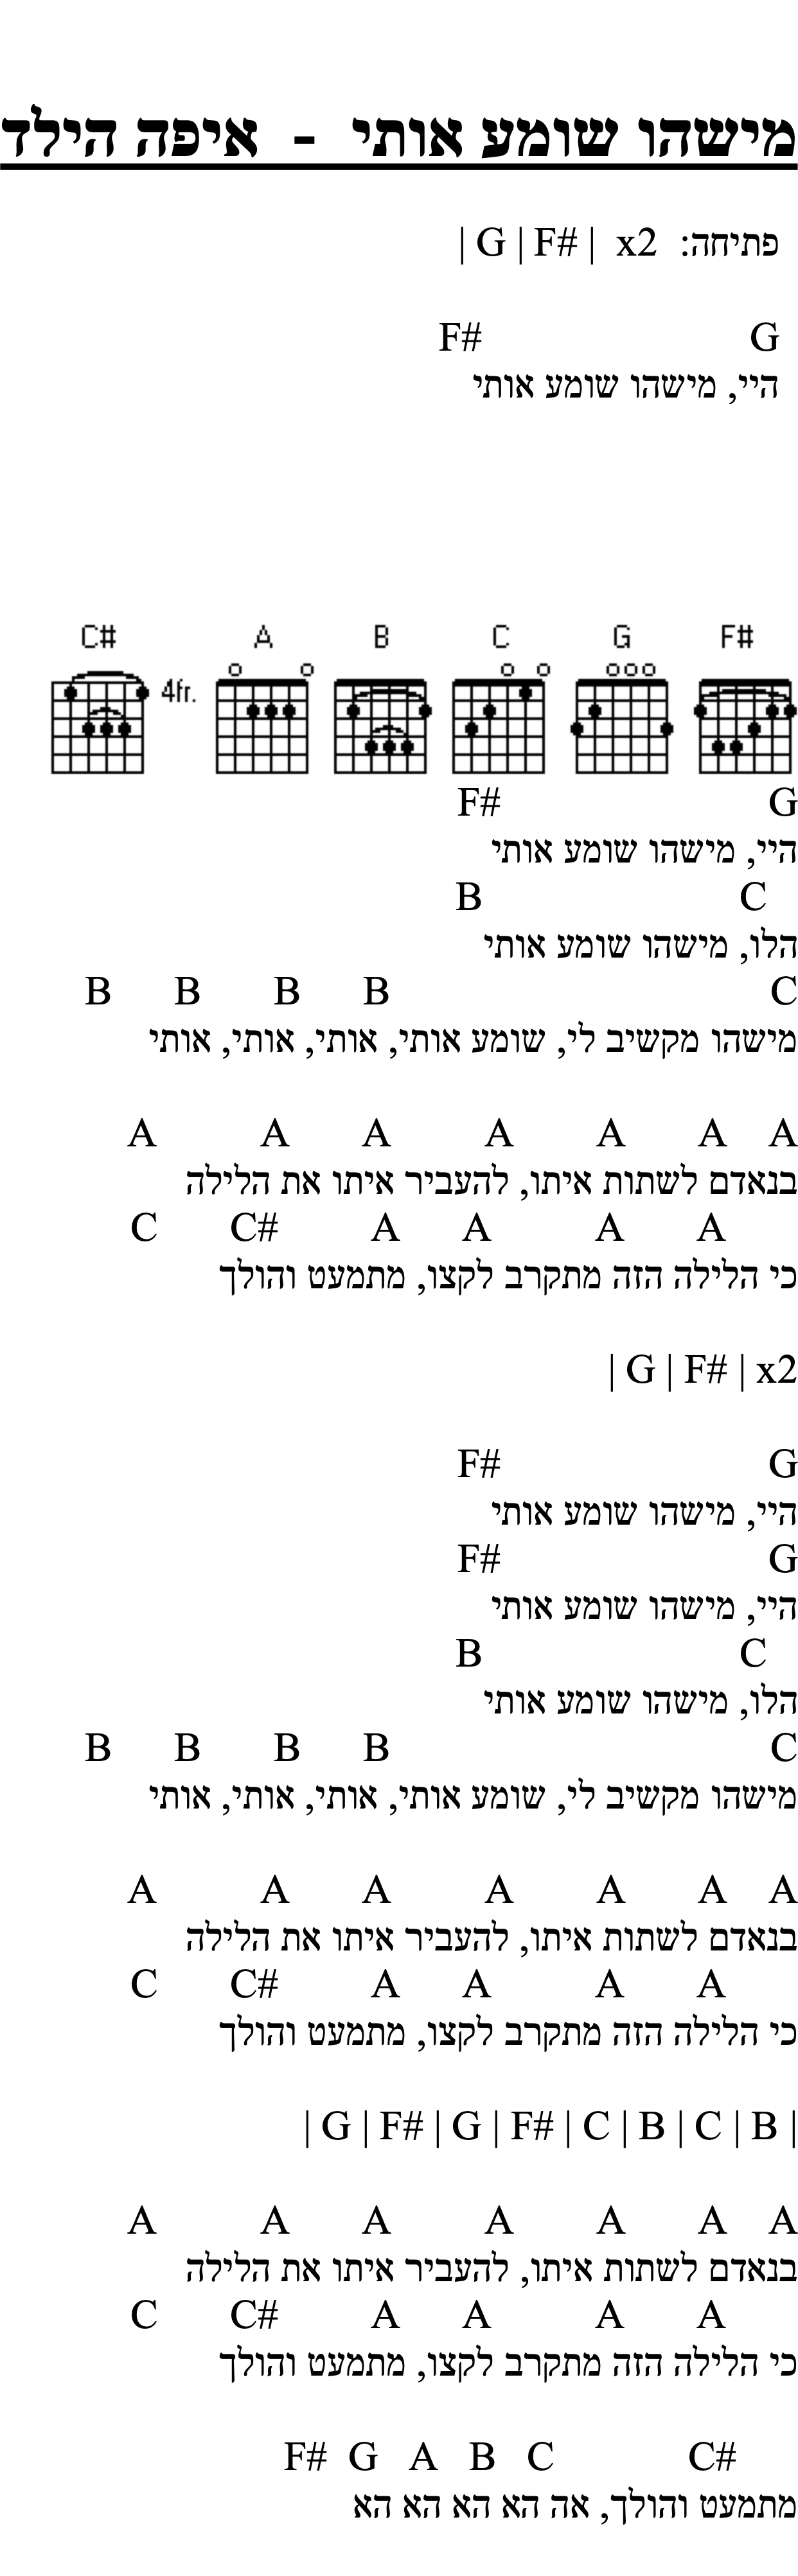 מישהו שומע אותי - איפה הילד
פתיחה: | G | F# | x2
F# G
היי, מישהו שומע אותי
C# 4fr. A B C G F#
F# G
היי, מישהו שומע אותי
B C
הלו, מישהו שומע אותי
B B B B C
מישהו מקשיב לי, שומע אותי, אותי, אותי, אותי
A A A A A A A
בנאדם לשתות איתו, להעביר איתו את הלילה
C C# A A A A
כי הלילה הזה מתקרב לקצו, מתמעט והולך
| G | F# | x2
F# G
היי, מישהו שומע אותי
F# G
היי, מישהו שומע אותי
B C
הלו, מישהו שומע אותי
B B B B C
מישהו מקשיב לי, שומע אותי, אותי, אותי, אותי
A A A A A A A
בנאדם לשתות איתו, להעביר איתו את הלילה
C C# A A A A
כי הלילה הזה מתקרב לקצו, מתמעט והולך
| G | F# | G | F# | C | B | C | B |
A A A A A A A
בנאדם לשתות איתו, להעביר איתו את הלילה
C C# A A A A
כי הלילה הזה מתקרב לקצו, מתמעט והולך
F# G A B C C#
מתמעט והולך, אה הא הא הא הא